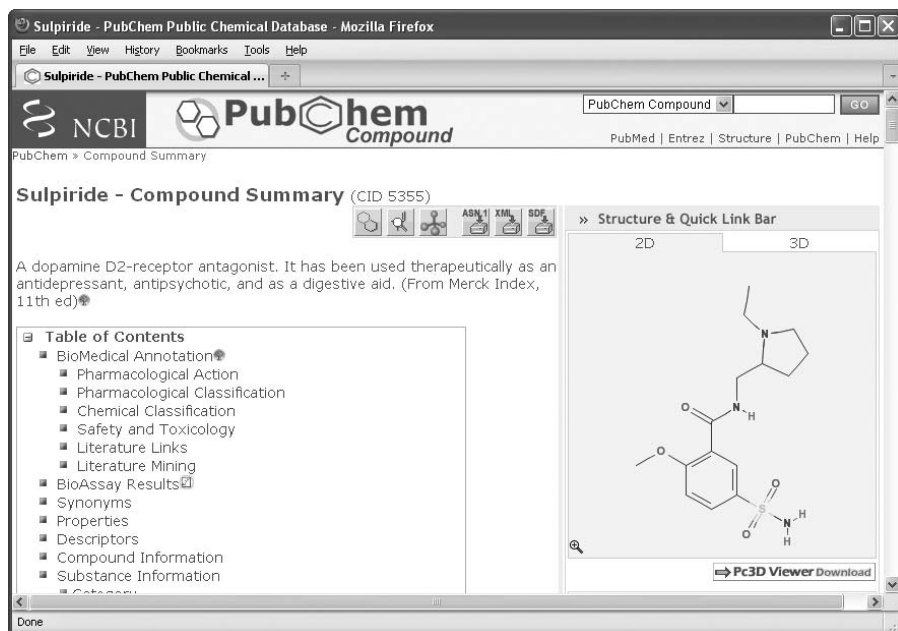 Sulpiride - PubChem Public Chemical Database - Mozilla Firefox
File Edit View History Bookmarks Tools Help
Sulpiride - PubChem Public Chemical ...
NCBI
PubChem
Compound
PubChem Compound GO
PubMed | Entrez | Structure | PubChem | Help
PubChem » Compound Summary
Sulpiride - Compound Summary (CID 5355)
ASN.1 XML SDF
A dopamine D2-receptor antagonist. It has been used therapeutically as an
antidepressant, antipsychotic, and as a digestive aid. (From Merck Index,
11th ed)
Table of Contents
BioMedical Annotation
Pharmacological Action
Pharmacological Classification
Chemical Classification
Safety and Toxicology
Literature Links
Literature Mining
BioAssay Results
Synonyms
Properties
Descriptors
Compound Information
Substance Information
Category
» Structure & Quick Link Bar
2D 3D
N
O N H
O
O
S N H
O H
Pc3D Viewer Download
Done